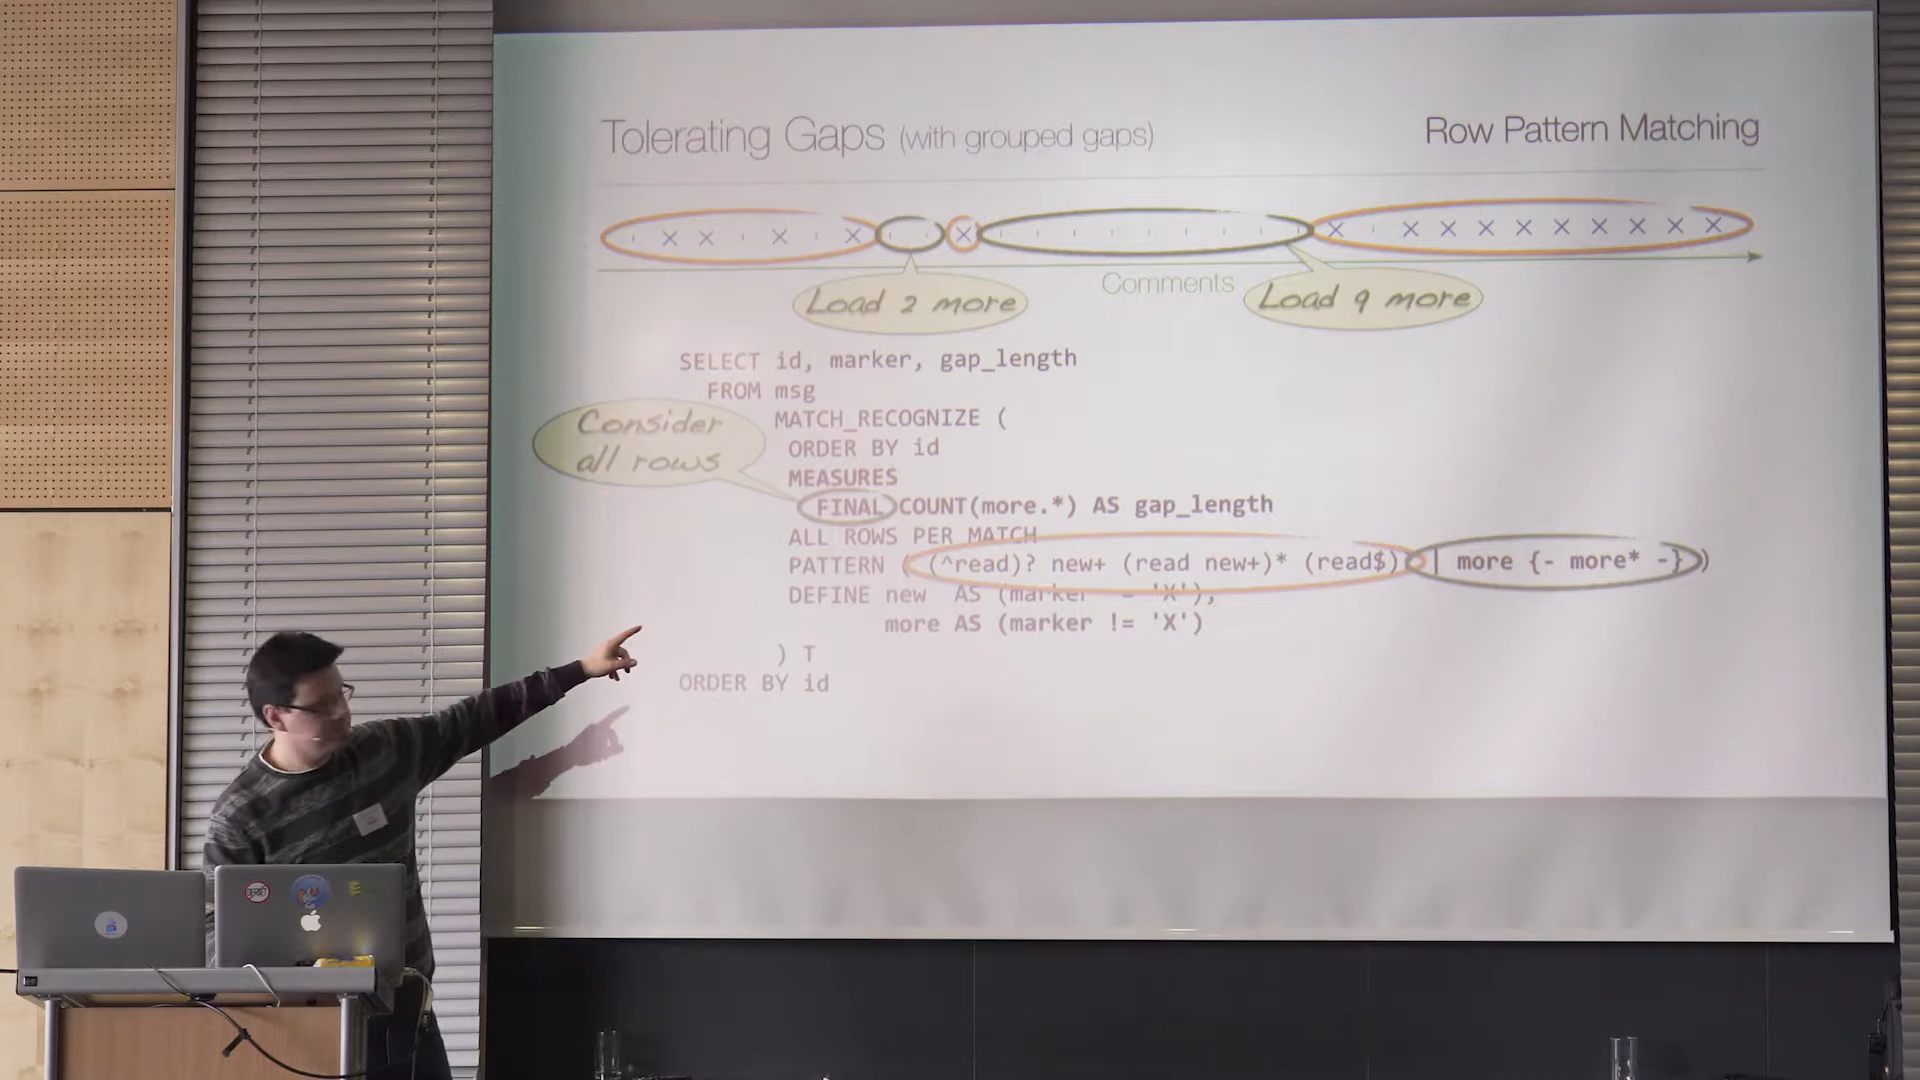 Tolerating Gaps (with grouped gaps)
Row Pattern Matching
Comments
Load 2 more
Load 9 more
SELECT id, marker, gap_length
FROM msg
Consider
all rows
MATCH_RECOGNIZE (
ORDER BY id
MEASURES
FINAL COUNT(more.*) AS gap_length
ALL ROWS PER MATCH
PATTERN ( (^read)? new+ (read new+)* (read$)? | more {- more* -} )
DEFINE new AS (marker = 'X'),
more AS (marker != 'X')
) T
ORDER BY id